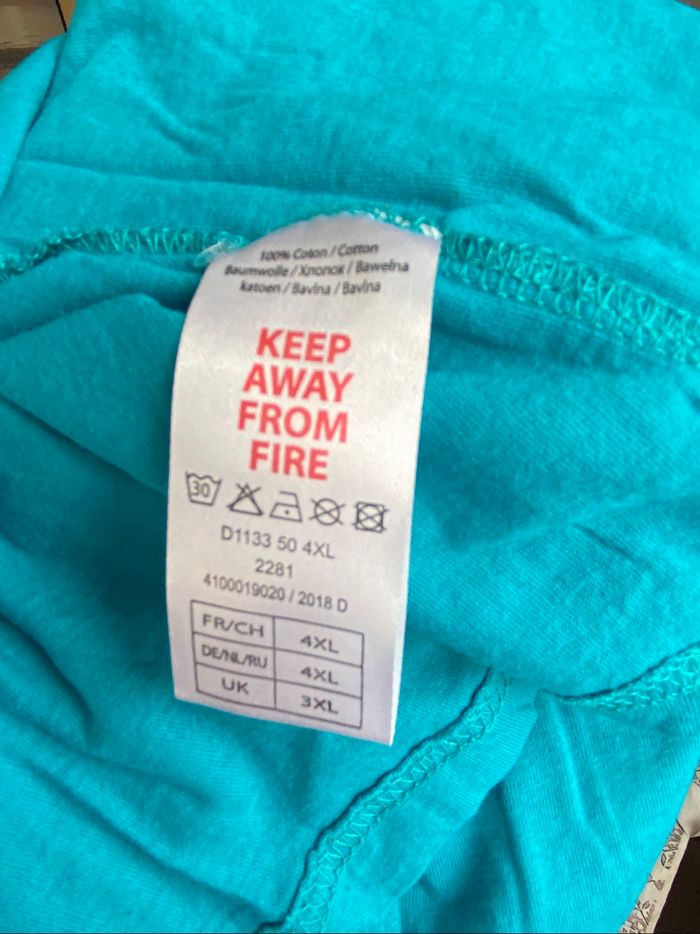 100% Coton / Cotton
Baumwolle / Хлопок / Bawełna
katoen / Bavlna / Bavlna
KEEP
AWAY
FROM
FIRE
30
D1133 50 4XL
2281
4100019020 / 2018 D
FR/CH 4XL
DE/NL/RU 4XL
UK 3XL